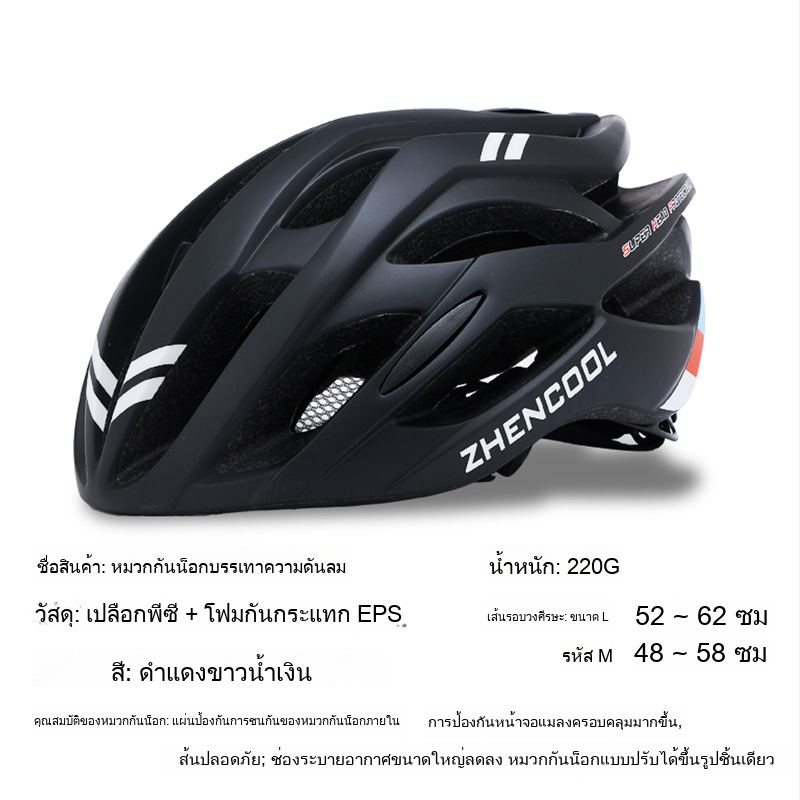 SUPER HEAD PROTECTION
ZHENCOOL
ชื่อสินค้า: หมวกกันน็อกบรรเทาความดันลม
น้ำหนัก: 220G
วัสดุ: เปลือกพีซี + โฟมกันกระแทก EPS
เส้นรอบวงศีรษะ: ขนาด L 52 ~ 62 ซม
รหัส M 48 ~ 58 ซม
สี: ดำแดงขาวน้ำเงิน
คุณสมบัติของหมวกกันน็อก: แผ่นป้องกันการชนกันของหมวกกันน็อกภายใน
การป้องกันหน้าจอแมลงครอบคลุมมากขึ้น,
ส้นปลอดภัย; ช่องระบายอากาศขนาดใหญ่ลดลง หมวกกันน็อกแบบปรับได้ขึ้นรูปชิ้นเดียว